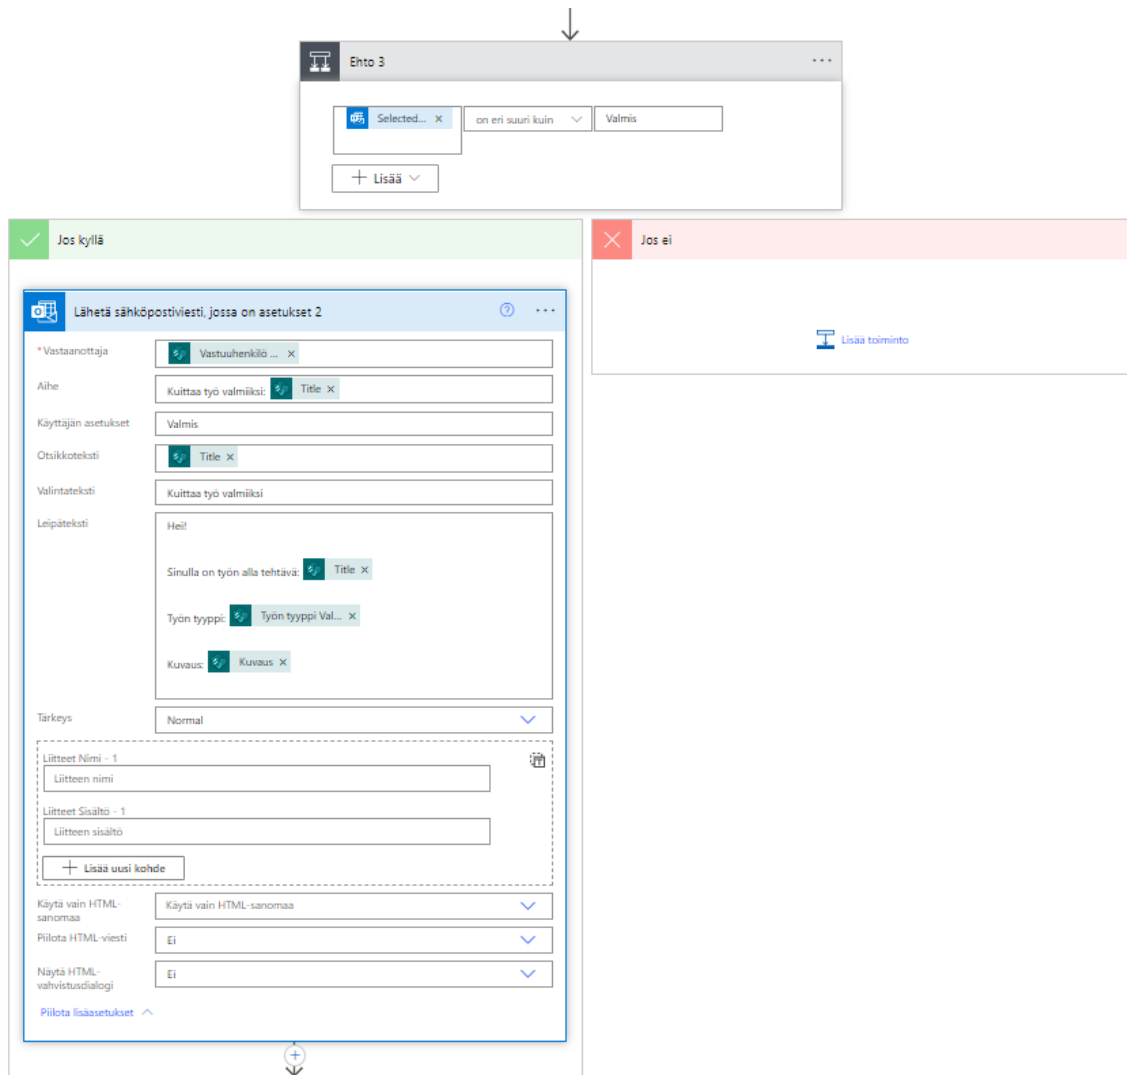 Ehto 3
Selected...
on eri suuri kuin
Valmis
Lisää
Jos kyllä
Jos ei
Lähetä sähköpostiviesti, jossa on asetukset 2
Lisää toiminto
*Vastaanottaja
Vastuuhenkilö ...
Aihe
Kuittaa työ valmiiksi: Title
Käyttäjän asetukset
Valmis
Otsikkoteksti
Title
Valintateksti
Kuittaa työ valmiiksi
Leipäteksti
Hei!
Sinulla on työn alla tehtävä: Title
Työn tyyppi: Työn tyyppi Val...
Kuvaus: Kuvaus
Tärkeys
Normal
Liitteet Nimi - 1
Liitteen nimi
Liitteet Sisältö - 1
Liitteen sisältö
Lisää uusi kohde
Käytä vain HTML-
sanomaa
Käytä vain HTML-sanomaa
Piilota HTML-viesti
Ei
Näytä HTML-
vahvistusdialogi
Ei
Piilota lisäasetukset